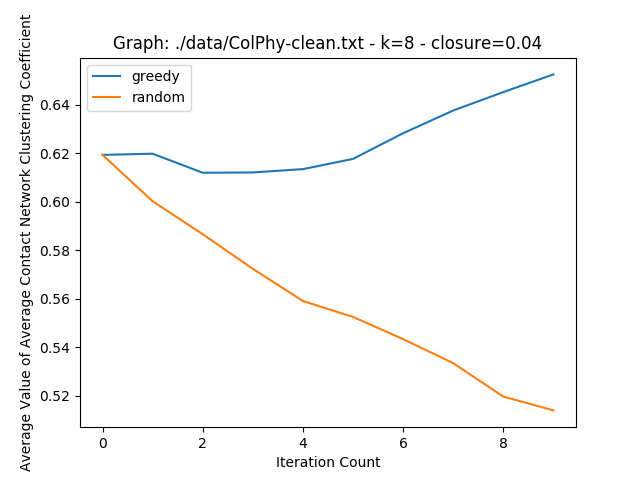 Graph: ./data/ColPhy-clean.txt - k=8 - closure=0.04
greedy
random
Average Value of Average Contact Network Clustering Coefficient
0.64
0.62
0.60
0.58
0.56
0.54
0.52
0 2 4 6 8
Iteration Count